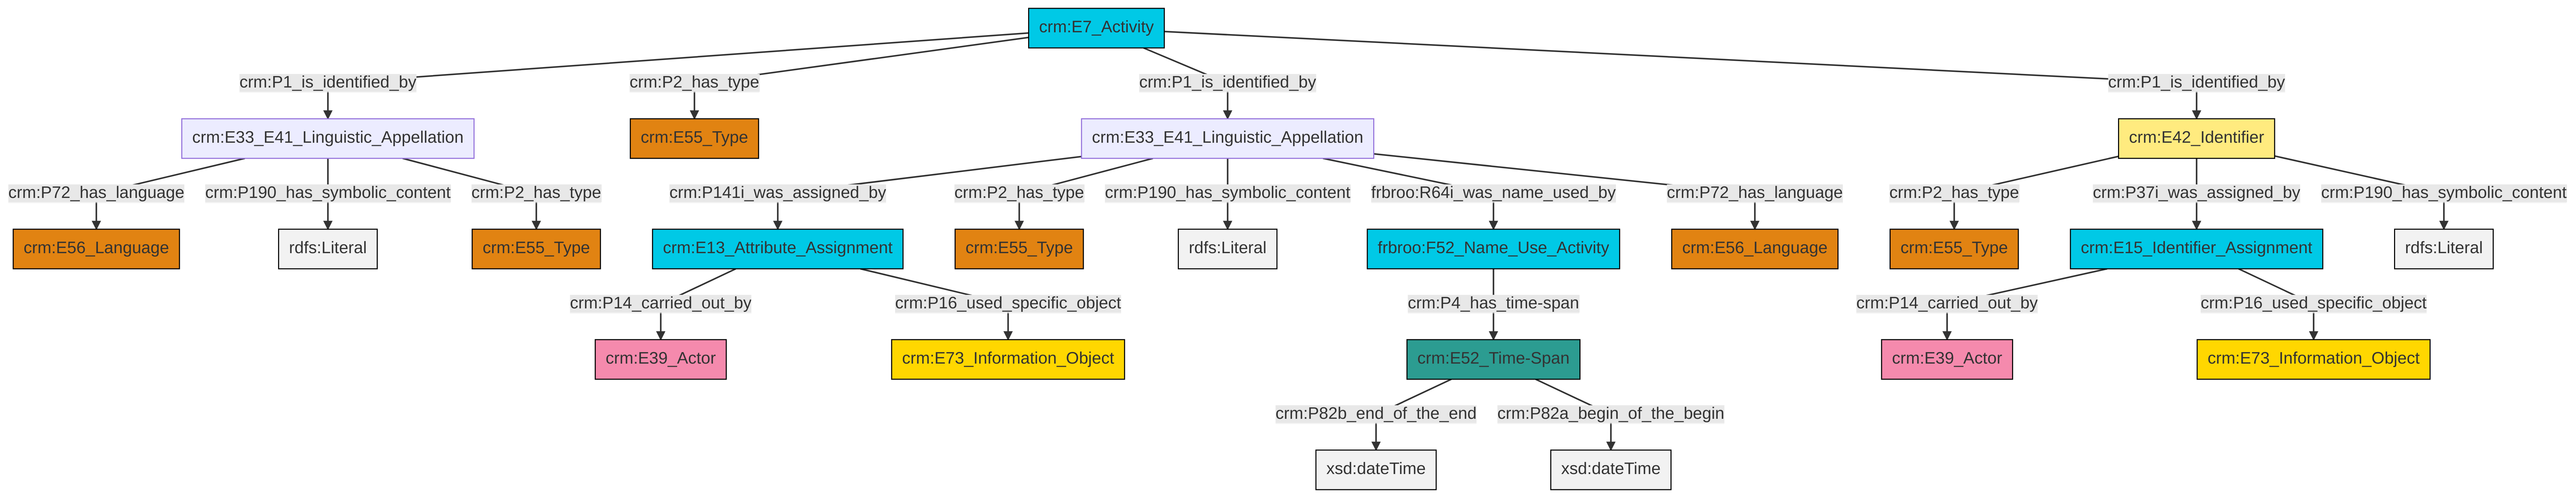 crm:E7_Activity
crm:P1_is_identified_by
crm:P2_has_type
crm:P1_is_identified_by
crm:P1_is_identified_by
crm:E33_E41_Linguistic_Appellation
crm:E55_Type
crm:E33_E41_Linguistic_Appellation
crm:E42_Identifier
crm:P72_has_language
crm:P190_has_symbolic_content
crm:P2_has_type
crm:P141i_was_assigned_by
crm:P2_has_type
crm:P190_has_symbolic_content
frbroo:R64i_was_name_used_by
crm:P72_has_language
crm:P2_has_type
crm:P37i_was_assigned_by
crm:P190_has_symbolic_content
crm:E56_Language
rdfs:Literal
crm:E55_Type
crm:E13_Attribute_Assignment
crm:E55_Type
rdfs:Literal
frbroo:F52_Name_Use_Activity
crm:E56_Language
crm:E55_Type
crm:E15_Identifier_Assignment
rdfs:Literal
crm:P14_carried_out_by
crm:P16_used_specific_object
crm:P4_has_time-span
crm:P14_carried_out_by
crm:P16_used_specific_object
crm:E39_Actor
crm:E73_Information_Object
crm:E52_Time-Span
crm:E39_Actor
crm:E73_Information_Object
crm:P82b_end_of_the_end
crm:P82a_begin_of_the_begin
xsd:dateTime
xsd:dateTime